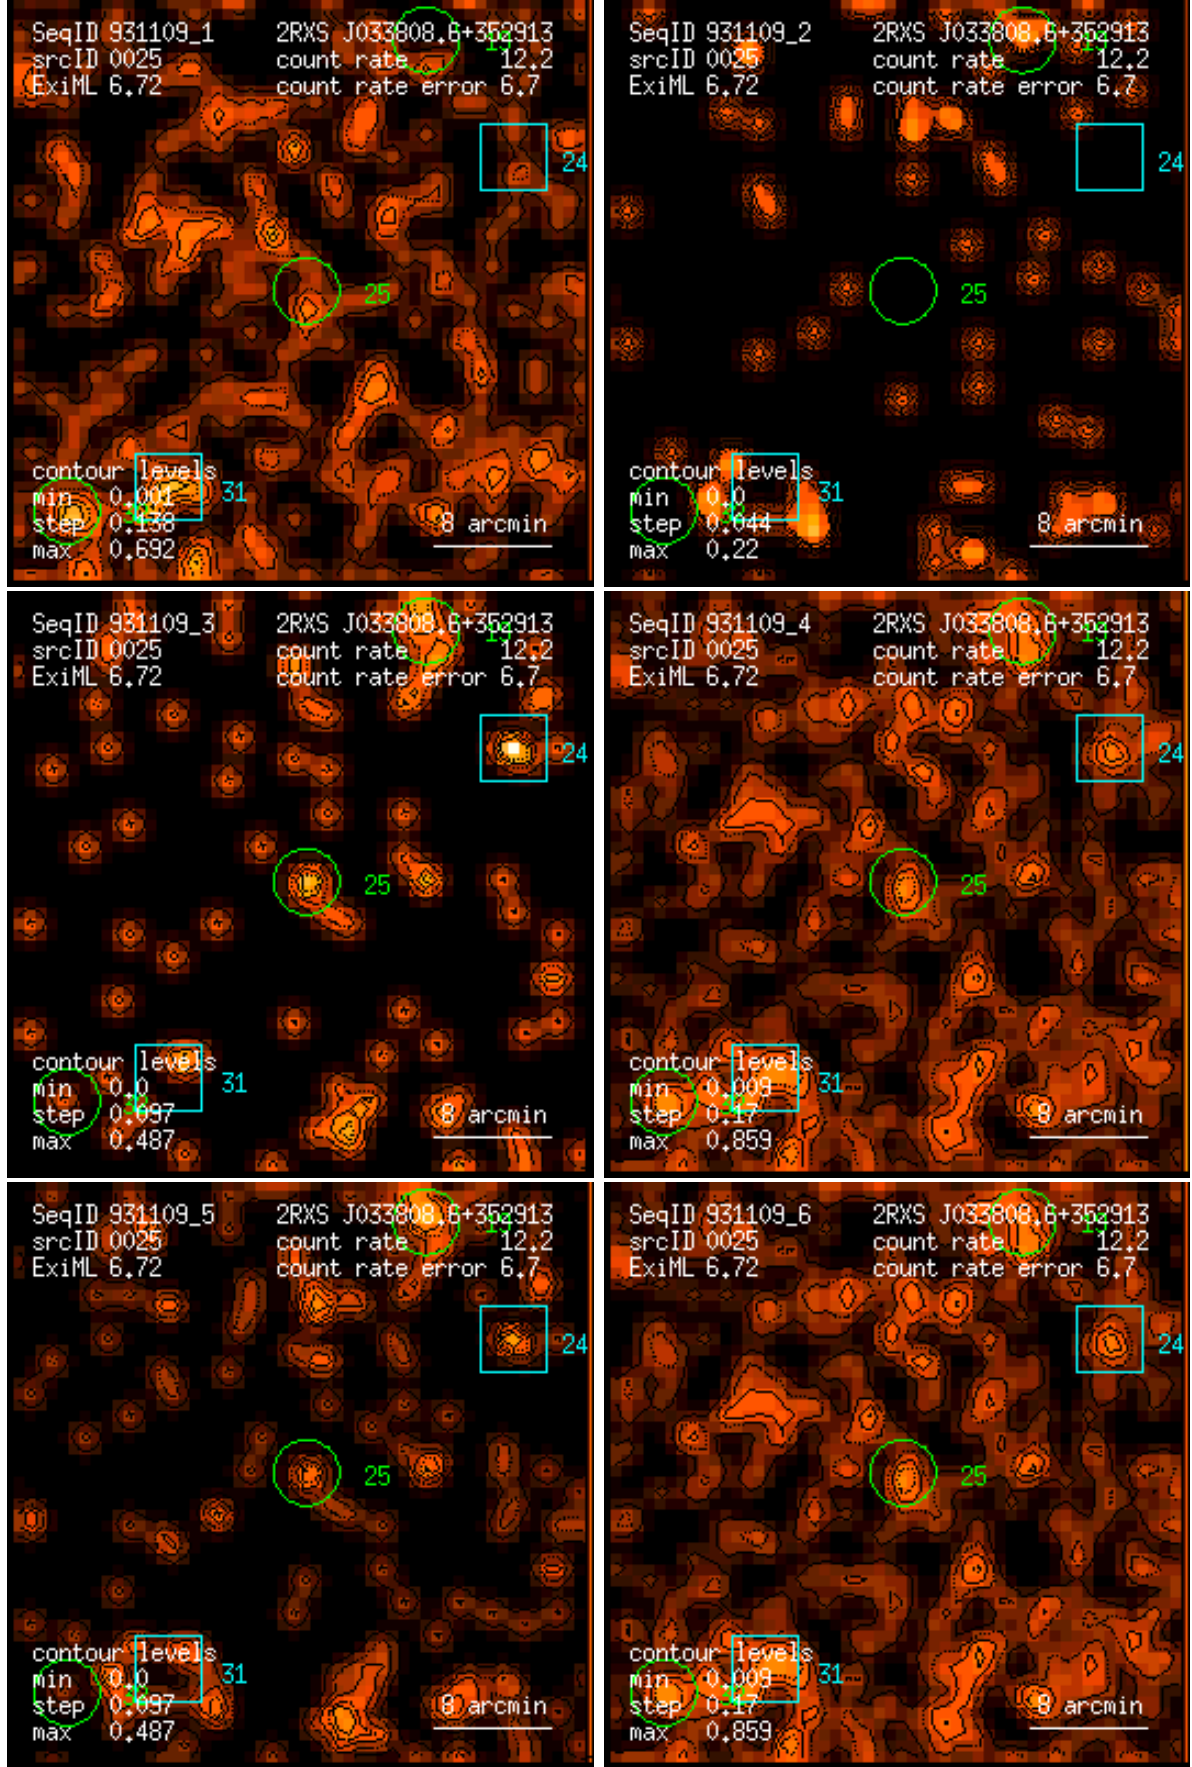 SeqID 931109_1 2RXS J033808.6+352913
srcID 0025 count rate 12.2
ExiML 6.72 count rate error 6.7
24
25
contour levels
min 0.001
31
step 0.138
8 arcmin
max 0.692
SeqID 931109_2 2RXS J033808.6+352913
srcID 0025 count rate 12.2
ExiML 6.72 count rate error 6.7
24
25
contour levels
min 0.0
31
step 0.044
8 arcmin
max 0.22
SeqID 931109_3 2RXS J033808.6+352913
srcID 0025 count rate 12.2
ExiML 6.72 count rate error 6.7
24
25
contour levels
min 0.0
31
step 0.097
8 arcmin
max 0.487
SeqID 931109_4 2RXS J033808.6+352913
srcID 0025 count rate 12.2
ExiML 6.72 count rate error 6.7
24
25
contour levels
min 0.009
31
step 0.17
8 arcmin
max 0.859
SeqID 931109_5 2RXS J033808.6+352913
srcID 0025 count rate 12.2
ExiML 6.72 count rate error 6.7
24
25
contour levels
min 0.0
31
step 0.097
8 arcmin
max 0.487
SeqID 931109_6 2RXS J033808.6+352913
srcID 0025 count rate 12.2
ExiML 6.72 count rate error 6.7
24
25
contour levels
min 0.009
31
step 0.17
8 arcmin
max 0.859